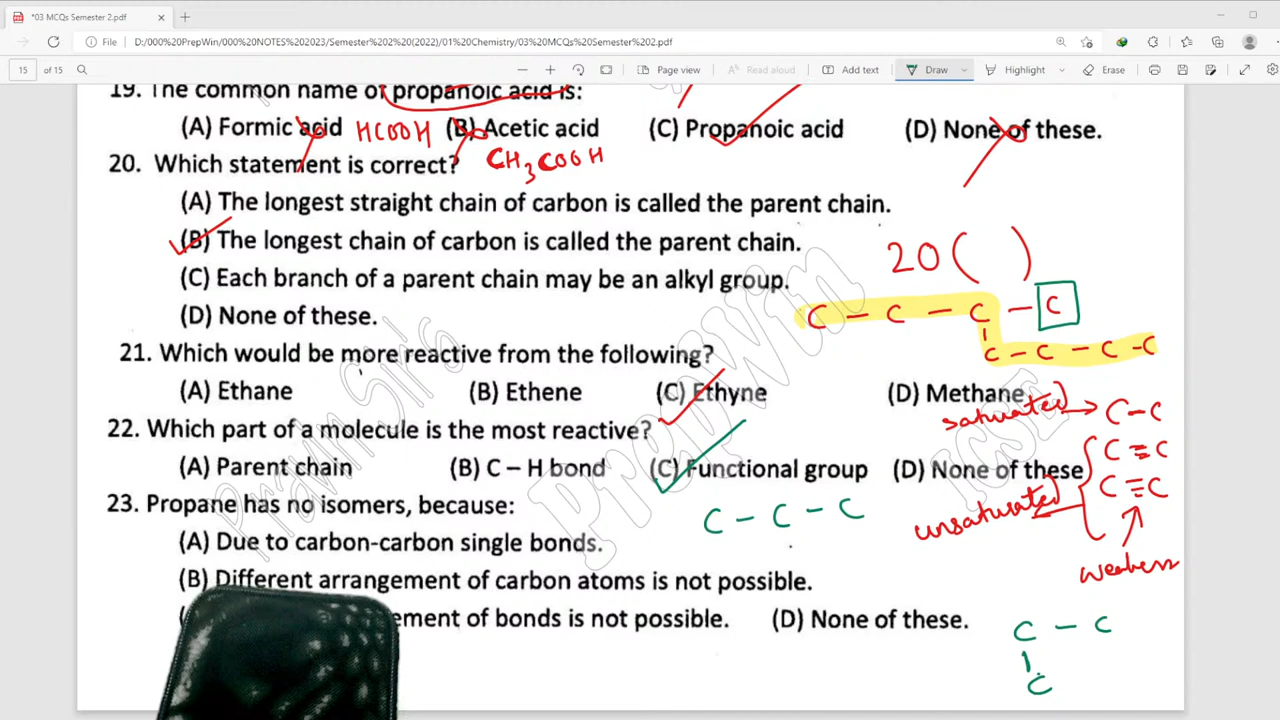 *03 MCQs Semester 2.pdf
File D:/000%20PrepWin/000%20NOTES%202023/Semester%202%20(2022)/01%20Chemistry/03%20MCQs%20Semester%202.pdf
15 of 15 Page view Read aloud Add text Draw Highlight Erase
19. The common name of propanoic acid is:
(A) Formic acid HCOOH (B) Acetic acid (C) Propanoic acid (D) None of these.
CH3COOH
20. Which statement is correct?
(A) The longest straight chain of carbon is called the parent chain.
(B) The longest chain of carbon is called the parent chain.
20 ( )
(C) Each branch of a parent chain may be an alkyl group.
C – C – C – C
(D) None of these.
C – C – C – C
21. Which would be more reactive from the following?
(A) Ethane (B) Ethene (C) Ethyne (D) Methane
saturated → C – C
22. Which part of a molecule is the most reactive?
C = C
(A) Parent chain (B) C – H bond (C) Functional group (D) None of these
C ≡ C
unsaturated
23. Propane has no isomers, because:
C – C – C
(A) Due to carbon-carbon single bonds.
(B) Different arrangement of carbon atoms is not possible.
ement of bonds is not possible. (D) None of these.
C – C
C
Pranin Sir's
PrepWin
ICSE